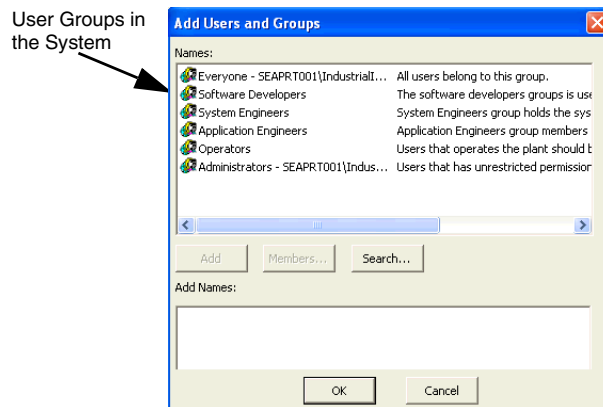 User Groups in
the System
Add Users and Groups
Names:
Everyone - SEAPRT001\IndustrialI... All users belong to this group.
Software Developers The software developers groups is use
System Engineers System Engineers group holds the sys
Application Engineers Application Engineers group members
Operators Users that operates the plant should b
Administrators - SEAPRT001\Indus... Users that has unrestricted permission
Add Members... Search...
Add Names:
OK Cancel